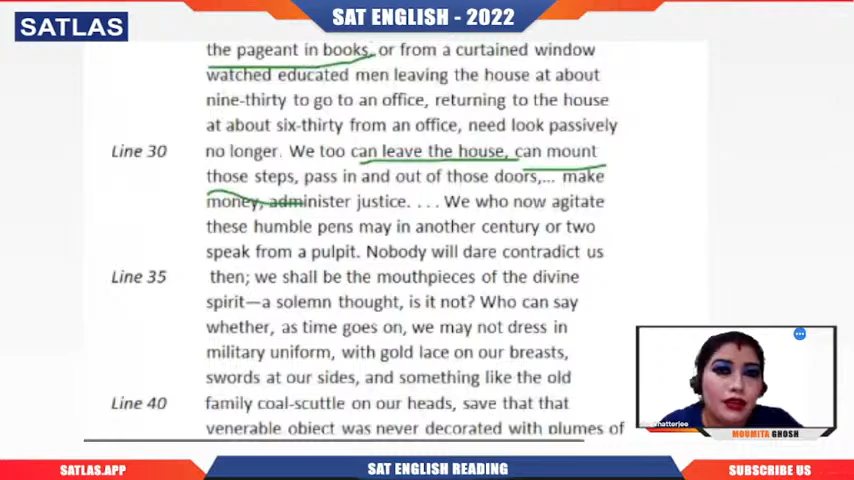 SATLAS
SAT ENGLISH - 2022
the pageant in books, or from a curtained window
watched educated men leaving the house at about
nine-thirty to go to an office, returning to the house
at about six-thirty from an office, need look passively
Line 30 no longer. We too can leave the house, can mount
those steps, pass in and out of those doors,... make
money, administer justice. . . . We who now agitate
these humble pens may in another century or two
speak from a pulpit. Nobody will dare contradict us
Line 35 then; we shall be the mouthpieces of the divine
spirit—a solemn thought, is it not? Who can say
whether, as time goes on, we may not dress in
military uniform, with gold lace on our breasts,
swords at our sides, and something like the old
Line 40 family coal-scuttle on our heads, save that that
venerable object was never decorated with plumes of
MOUMITA GHOSH
SATLAS.APP
SAT ENGLISH READING
SUBSCRIBE US